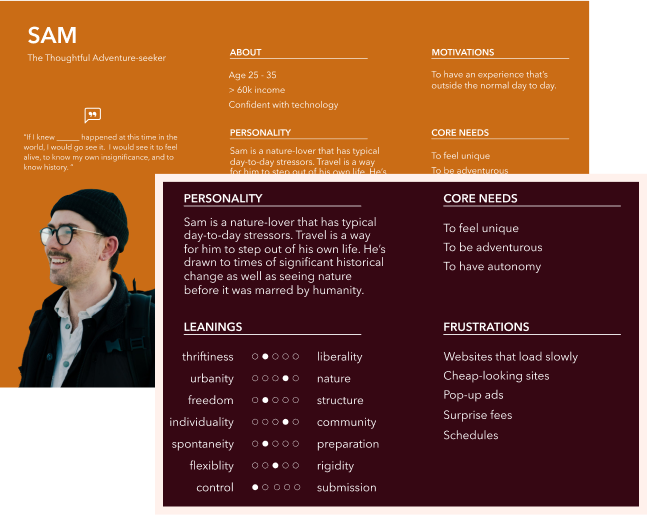 SAM
The Thoughtful Adventure-seeker
"If I knew _____ happened at this time in the
world, I would go see it, I would see it to feel
alive, to know my own insignificance, and to
know history. "
ABOUT
Age 25 - 35
> 60k income
Confident with technology
PERSONALITY
Sam is a nature-lover that has typical
day-to-day stressors. Travel is a way
for him to step out of his own life. He's
MOTIVATIONS
To have an experience that's
outside the normal day to day.
CORE NEEDS
To feel unique
To be adventurous
PERSONALITY
Sam is a nature-lover that has typical
day-to-day stressors. Travel is a way
for him to step out of his own life. He's
drawn to times of significant historical
change as well as seeing nature
before it was marred by humanity.
CORE NEEDS
To feel unique
To be adventurous
To have autonomy
LEANINGS
thriftiness liberality
urbanity nature
freedom structure
individuality community
spontaneity preparation
flexiblity rigidity
control submission
FRUSTRATIONS
Websites that load slowly
Cheap-looking sites
Pop-up ads
Surprise fees
Schedules